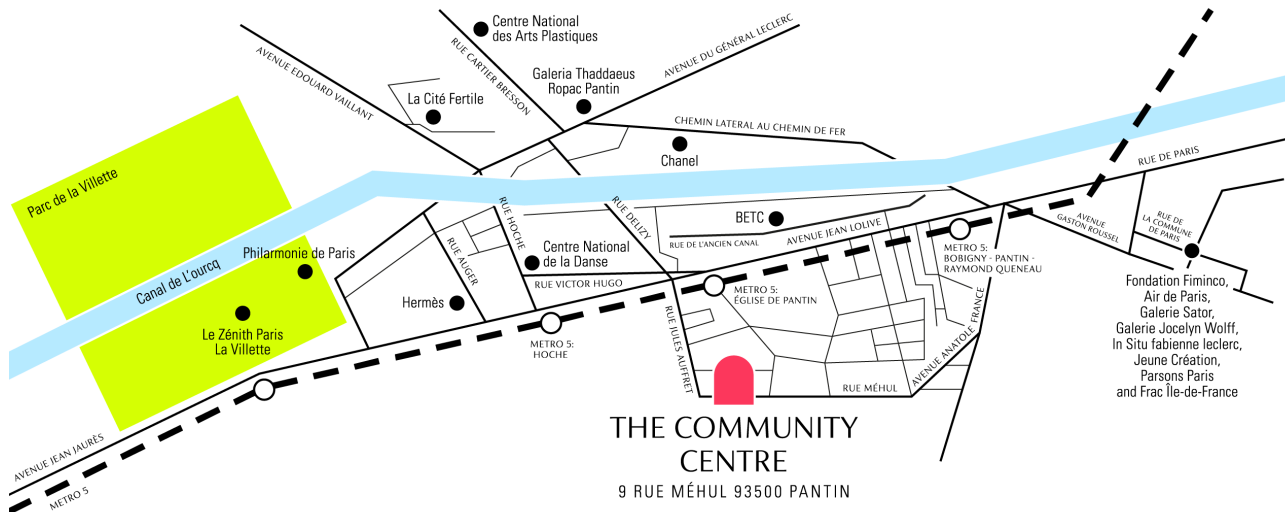 Centre National
des Arts Plastiques
AVENUE EDOUARD VAILLANT
RUE CARTIER BRESSON
AVENUE DU GÉNÉRAL LECLERC
Galeria Thaddaeus
Ropac Pantin
La Cité Fertile
CHEMIN LATERAL AU CHEMIN DE FER
Chanel
RUE DE PARIS
Parc de la Villette
Philarmonie de Paris
Canal de L'ourcq
Le Zénith Paris
La Villette
RUE HOCHE
RUE AUGER
RUE DELIZY
BETC
RUE DE L'ANCIEN CANAL
AVENUE JEAN LOLIVE
Centre National
de la Danse
RUE VICTOR HUGO
Hermès
METRO 5:
HOCHE
METRO 5:
ÉGLISE DE PANTIN
METRO 5:
BOBIGNY - PANTIN -
RAYMOND QUENEAU
AVENUE
GASTON ROUSSEL
RUE DE
LA COMMUNE
DE PARIS
Fondation Fiminco,
Air de Paris,
Galerie Sator,
Galerie Jocelyn Wolff,
In Situ fabienne leclerc,
Jeune Création,
Parsons Paris
and Frac Île-de-France
RUE JULES AUFFRET
AVENUE ANATOLE FRANCE
RUE MÉHUL
AVENUE JEAN JAURÈS
METRO 5
THE COMMUNITY
CENTRE
9 RUE MÉHUL 93500 PANTIN